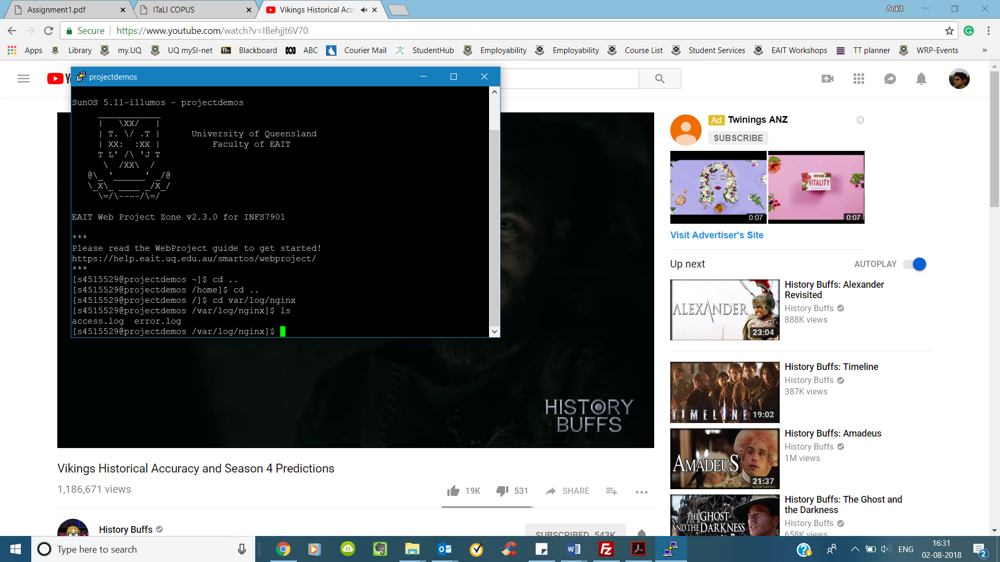 Assignment1.pdf
ITaLI COPUS
Vikings Historical Acc
Ankit
Secure
https://www.youtube.com/watch?v=IBehjjt6V70
Apps
Library
my.UQ
UQ mySI-net
Bb
Blackboard
ABC
Courier Mail
StudentHub
Employability
Employability
Course List
Student Services
EAIT Workshops
TT planner
WRP-Events
»
projectdemos
SunOS 5.11-illumos - projectdemos
  ____________
 |   \XX/   |
 | T. \/ .T |      University of Queensland
 | XX:  :XX |          Faculty of EAIT
 T L' /\ 'J T
  \  /XX\  /
@\_ '______' _/@
\_X\_ ____ _/X_/
  \=/\----/\=/
EAIT Web Project Zone v2.3.0 for INFS7901
***
Please read the WebProject guide to get started!
https://help.eait.uq.edu.au/smartos/webproject/
***
[s4515529@projectdemos ~]$ cd ..
[s4515529@projectdemos /home]$ cd ..
[s4515529@projectdemos /]$ cd var/log/nginx
[s4515529@projectdemos /var/log/nginx]$ ls
access.log  error.log
[s4515529@projectdemos /var/log/nginx]$
HISTORY
BUFFS
Vikings Historical Accuracy and Season 4 Predictions
1,186,671 views
19K
531
SHARE
History Buffs
SUBSCRIBED 543K
Ad
Twinings ANZ
SUBSCRIBE
0:07
VITALITY
0:07
Visit Advertiser's Site
Up next
AUTOPLAY
ALEXANDER
23:04
History Buffs: Alexander
Revisited
History Buffs
888K views
TIMELINE
19:02
History Buffs: Timeline
History Buffs
387K views
AMADEUS
21:37
History Buffs: Amadeus
History Buffs
1M views
THE GHOST
AND THE DARKNESS
History Buffs: The Ghost and
the Darkness
History Buffs
658K views
Type here to search
ENG
16:31
02-08-2018
2